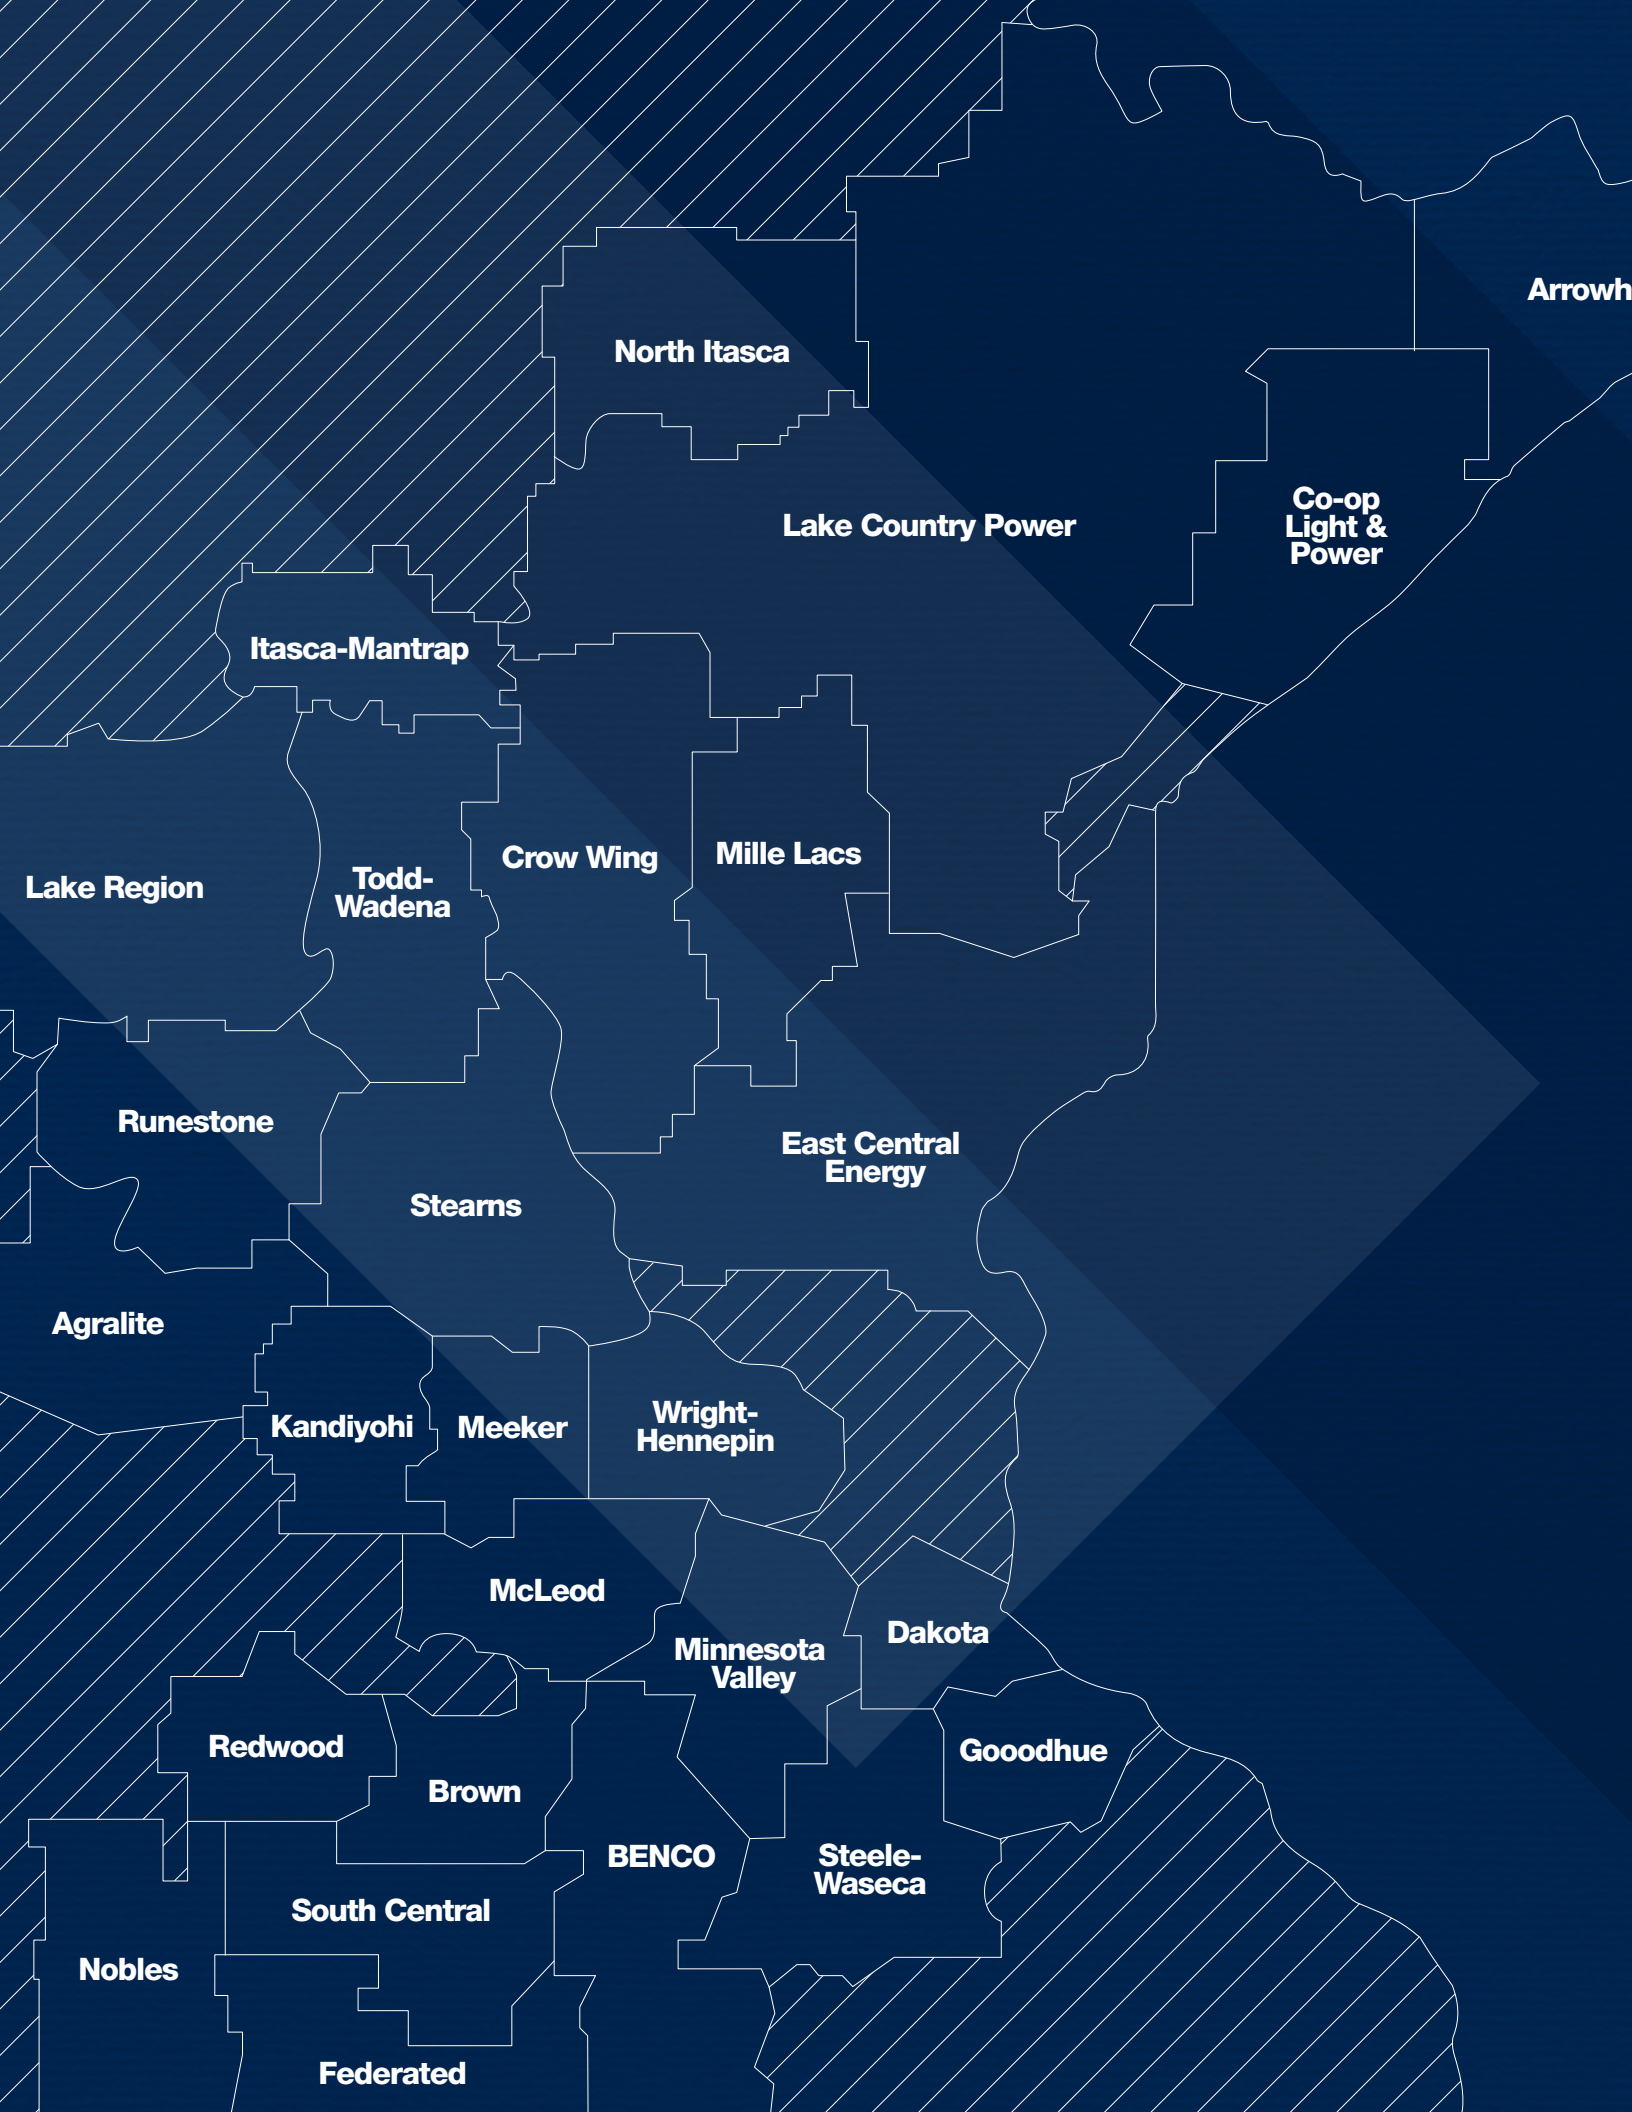 Arrowh
North Itasca
Co-op
Light &
Power
Lake Country Power
Itasca-Mantrap
Crow Wing
Mille Lacs
Lake Region
Todd-
Wadena
Runestone
East Central
Energy
Stearns
Agralite
Kandiyohi
Meeker
Wright-
Hennepin
McLeod
Minnesota
Valley
Dakota
Redwood
Brown
Gooodhue
BENCO
Steele-
Waseca
South Central
Nobles
Federated